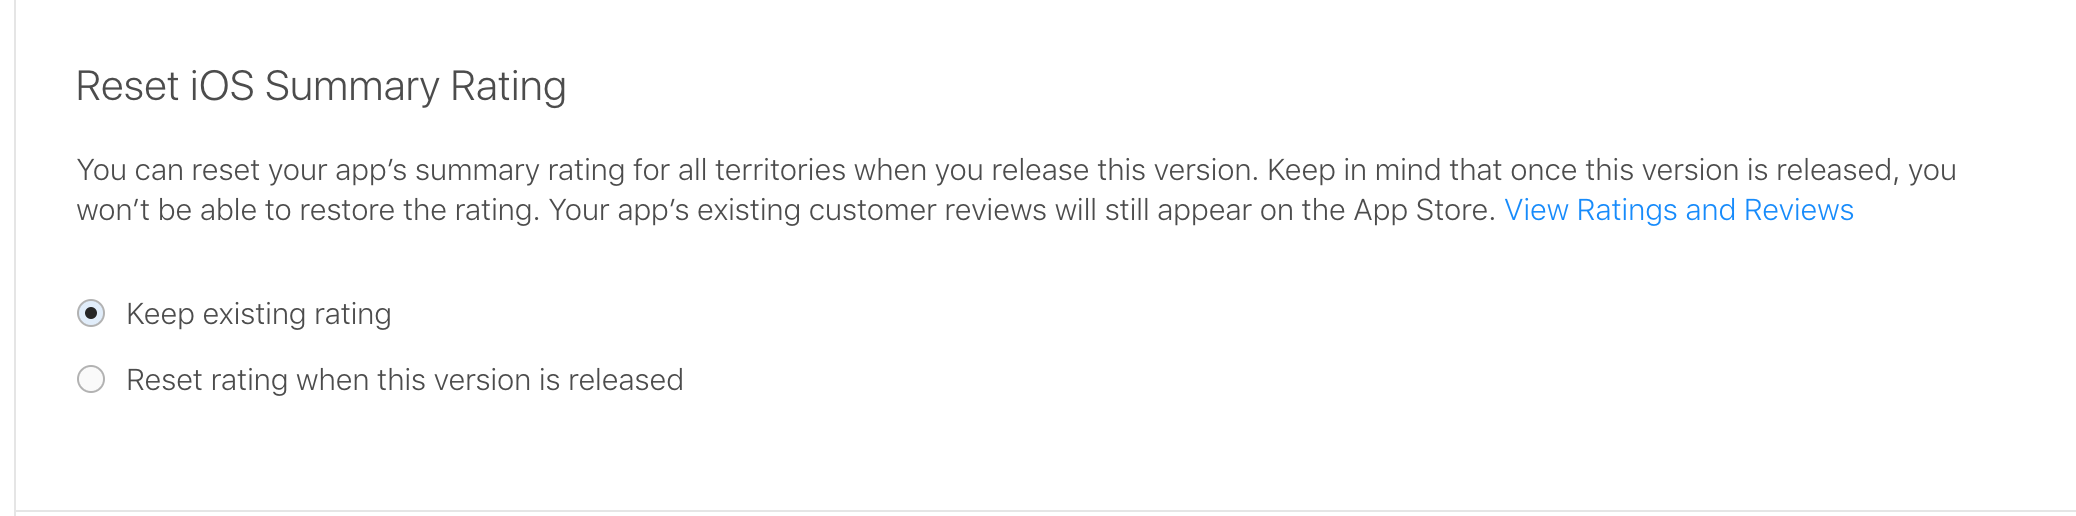 Reset iOS Summary Rating
You can reset your app’s summary rating for all territories when you release this version. Keep in mind that once this version is released, you
won’t be able to restore the rating. Your app’s existing customer reviews will still appear on the App Store. View Ratings and Reviews
Keep existing rating
Reset rating when this version is released